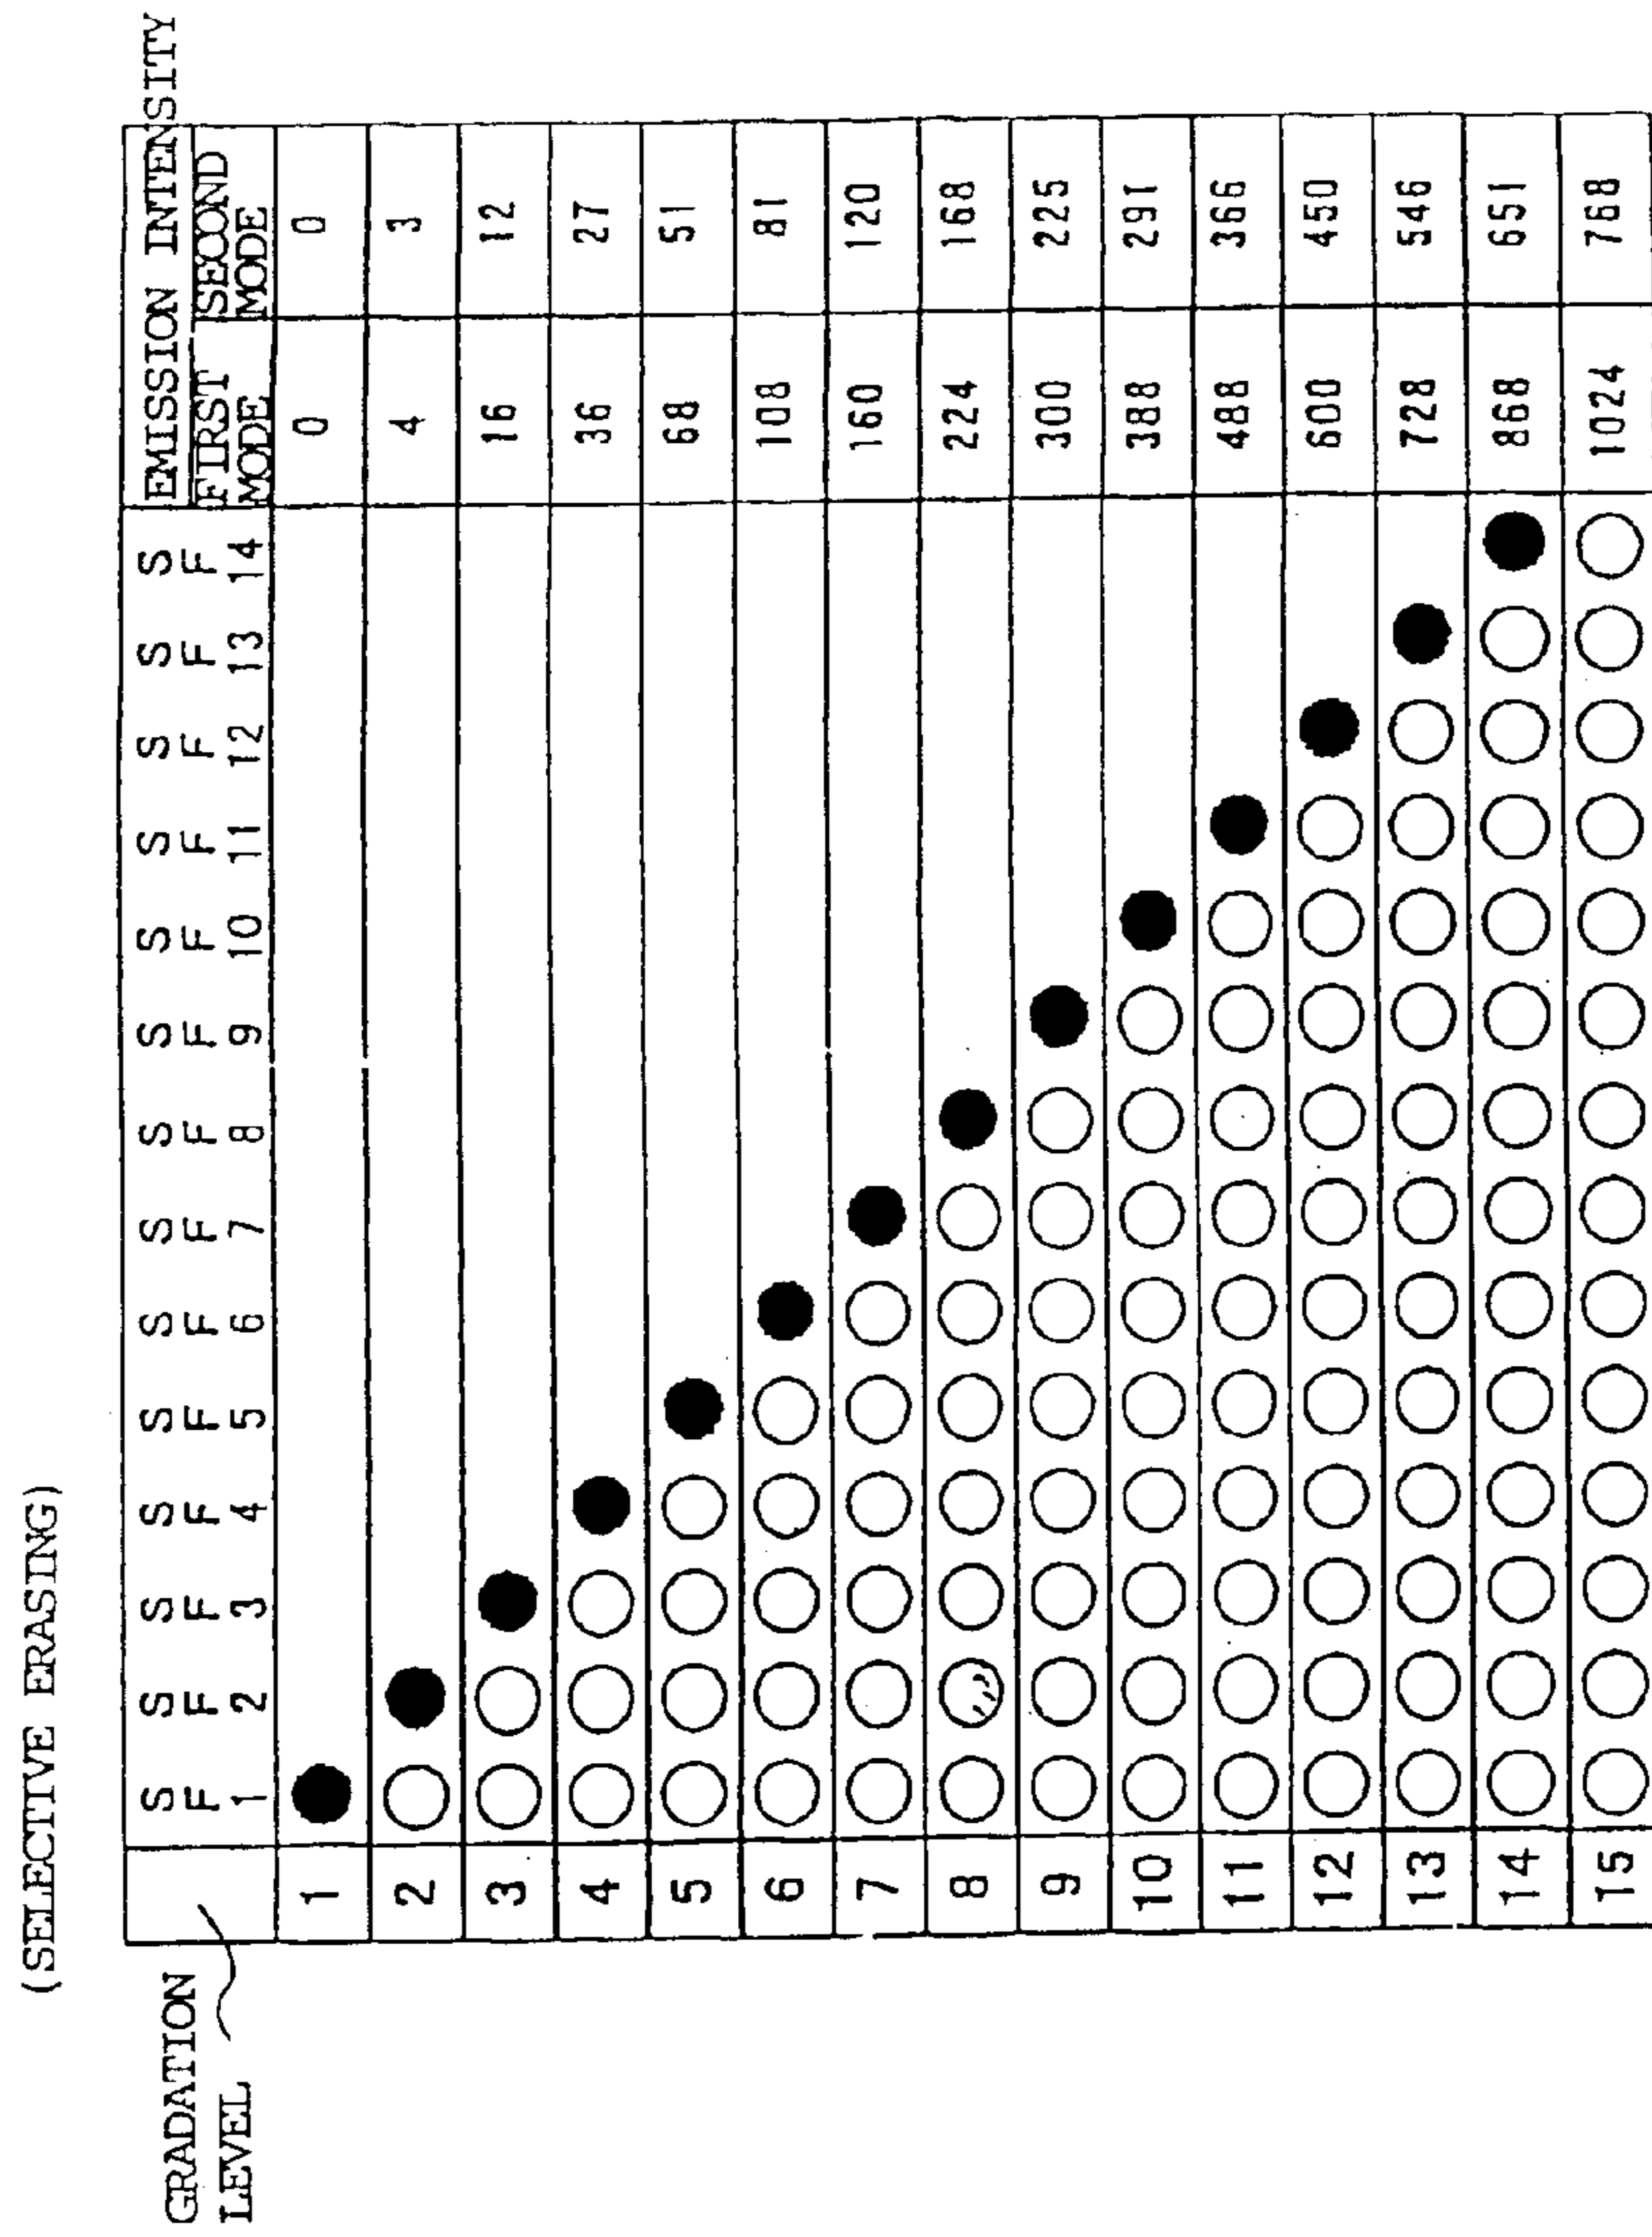 (SELECTIVE ERASING)
GRADATION
LEVEL
SF1 SF2 SF3 SF4 SF5 SF6 SF7 SF8 SF9 SF10 SF11 SF12 SF13 SF14 EMISSION INTENSITY
FIRST MODE SECOND MODE
1 0 0
2 4 3
3 16 12
4 36 27
5 68 51
6 108 81
7 160 120
8 224 168
9 300 225
10 388 291
11 488 366
12 600 450
13 728 546
14 868 651
15 1024 768